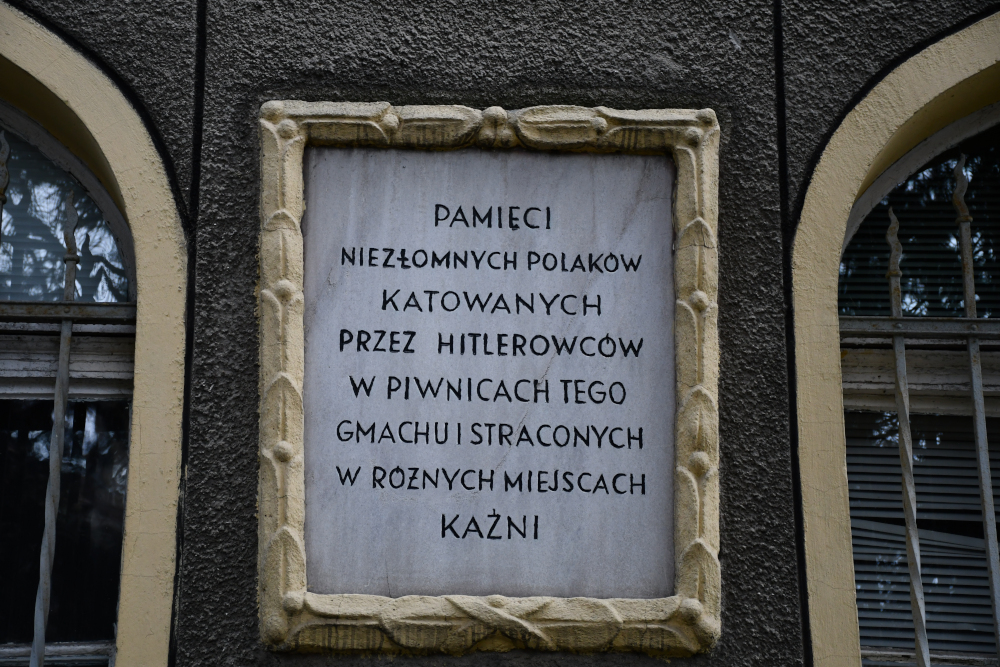 PAMIĘCI
NIEZŁOMNYCH POLAKÓW
KATOWANYCH
PRZEZ HITLEROWCÓW
W PIWNICACH TEGO
GMACHU I STRACONYCH
W RÓŻNYCH MIEJSCACH
KAŹNI